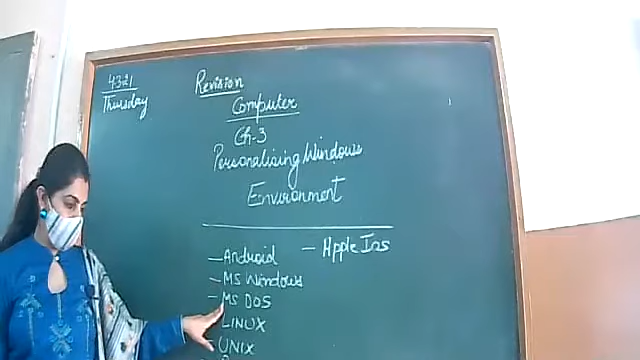 4.3.21
Thursday
Revision
Computer
Ch-3
Personalising Windows
Environment
- Android
- Apple Ios
- MS Windows
- MS DOS
LINUX
- UNIX